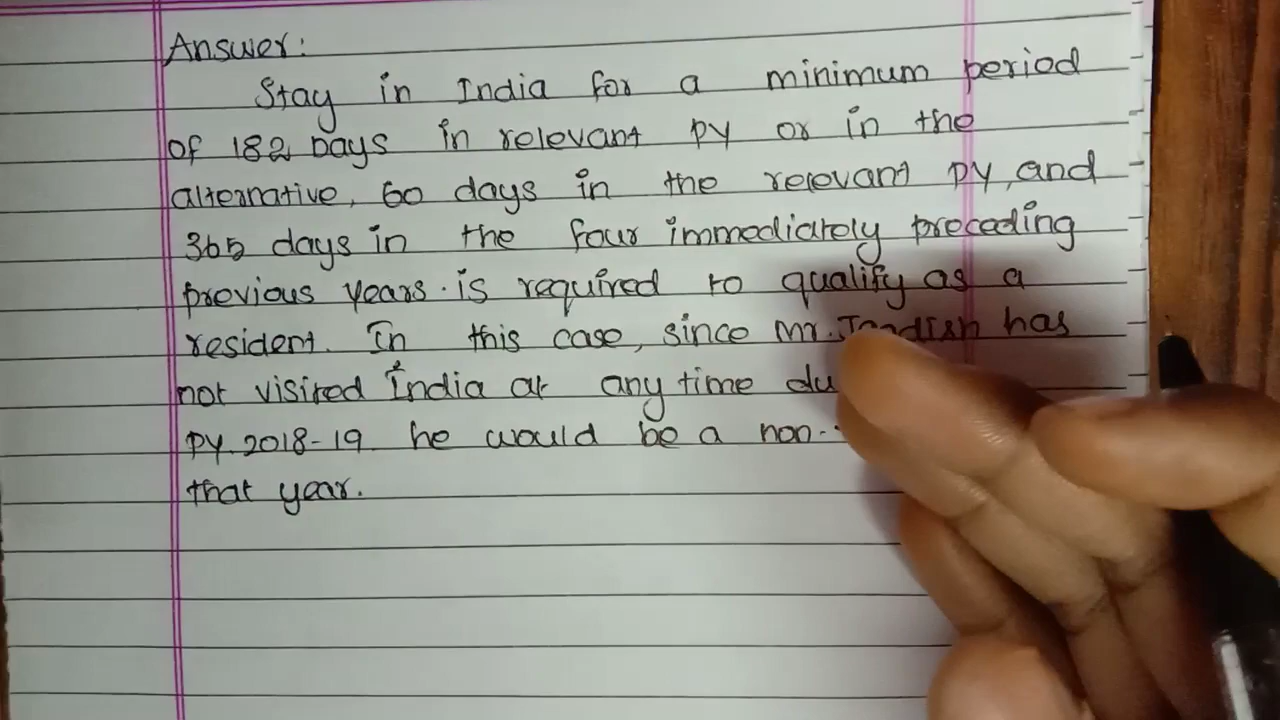 Answer:
Stay in India for a minimum period
of 182 Days in relevant PY or in the
alternative, 60 days in the relevant PY, and
365 days in the four immediately preceding
previous years. is required to qualify as a
resident. In this case, since Mr. has
not visited India at any time
PY. 2018-19 he would be a non-
that year.